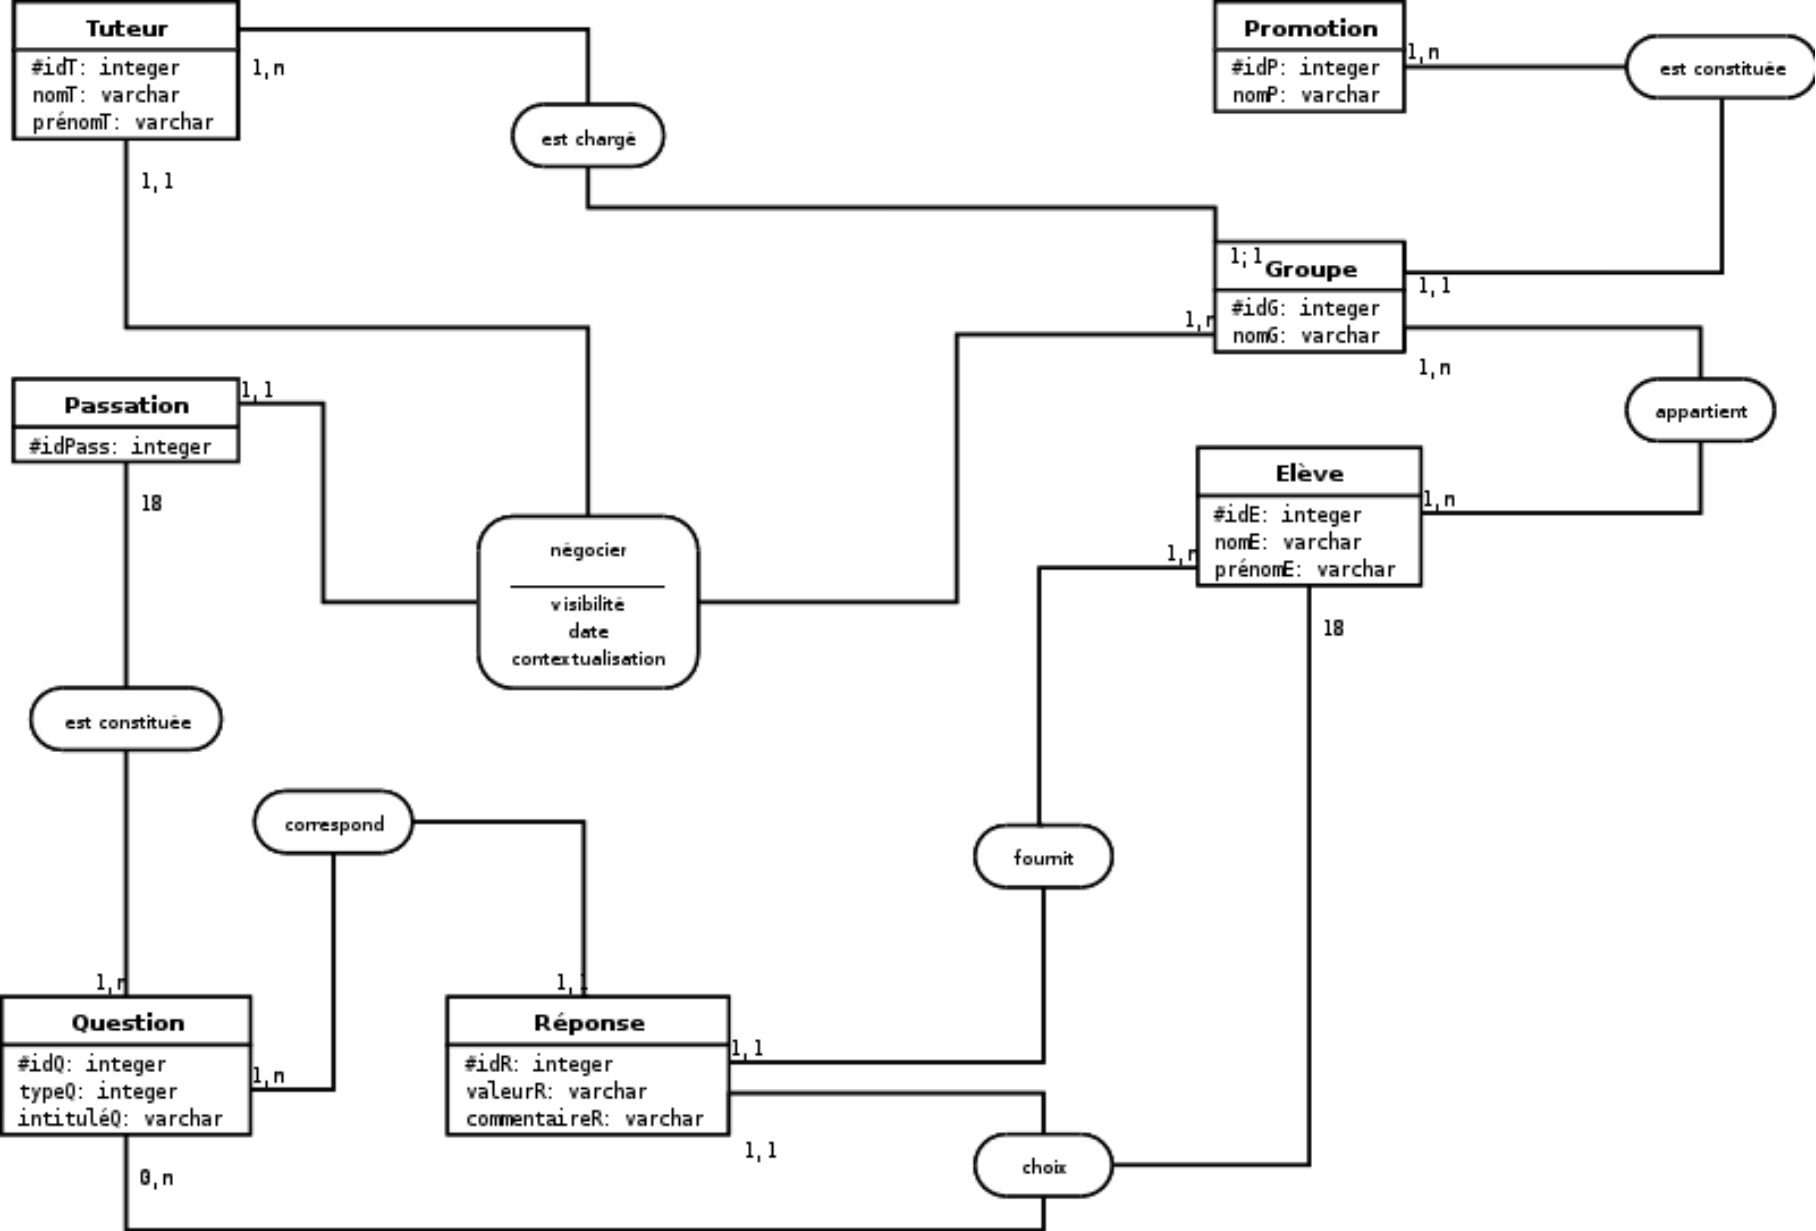 Tuteur
#idT: integer
nomT: varchar
prénomT: varchar
1,n
1,1
est chargé
Promotion
#idP: integer
nomP: varchar
1,n
est constituée
1;1
Groupe
#idG: integer
nomG: varchar
1,1
1,n
1,n
appartient
Passation
#idPass: integer
1,1
18
négocier
visibilité
date
contextualisation
Elève
#idE: integer
nomE: varchar
prénomE: varchar
1,n
1,n
18
est constituée
correspond
fournit
1,n
Question
#idQ: integer
typeQ: integer
intituléQ: varchar
1,n
0,n
1,1
Réponse
#idR: integer
valeurR: varchar
commentaireR: varchar
1,1
1,1
choix